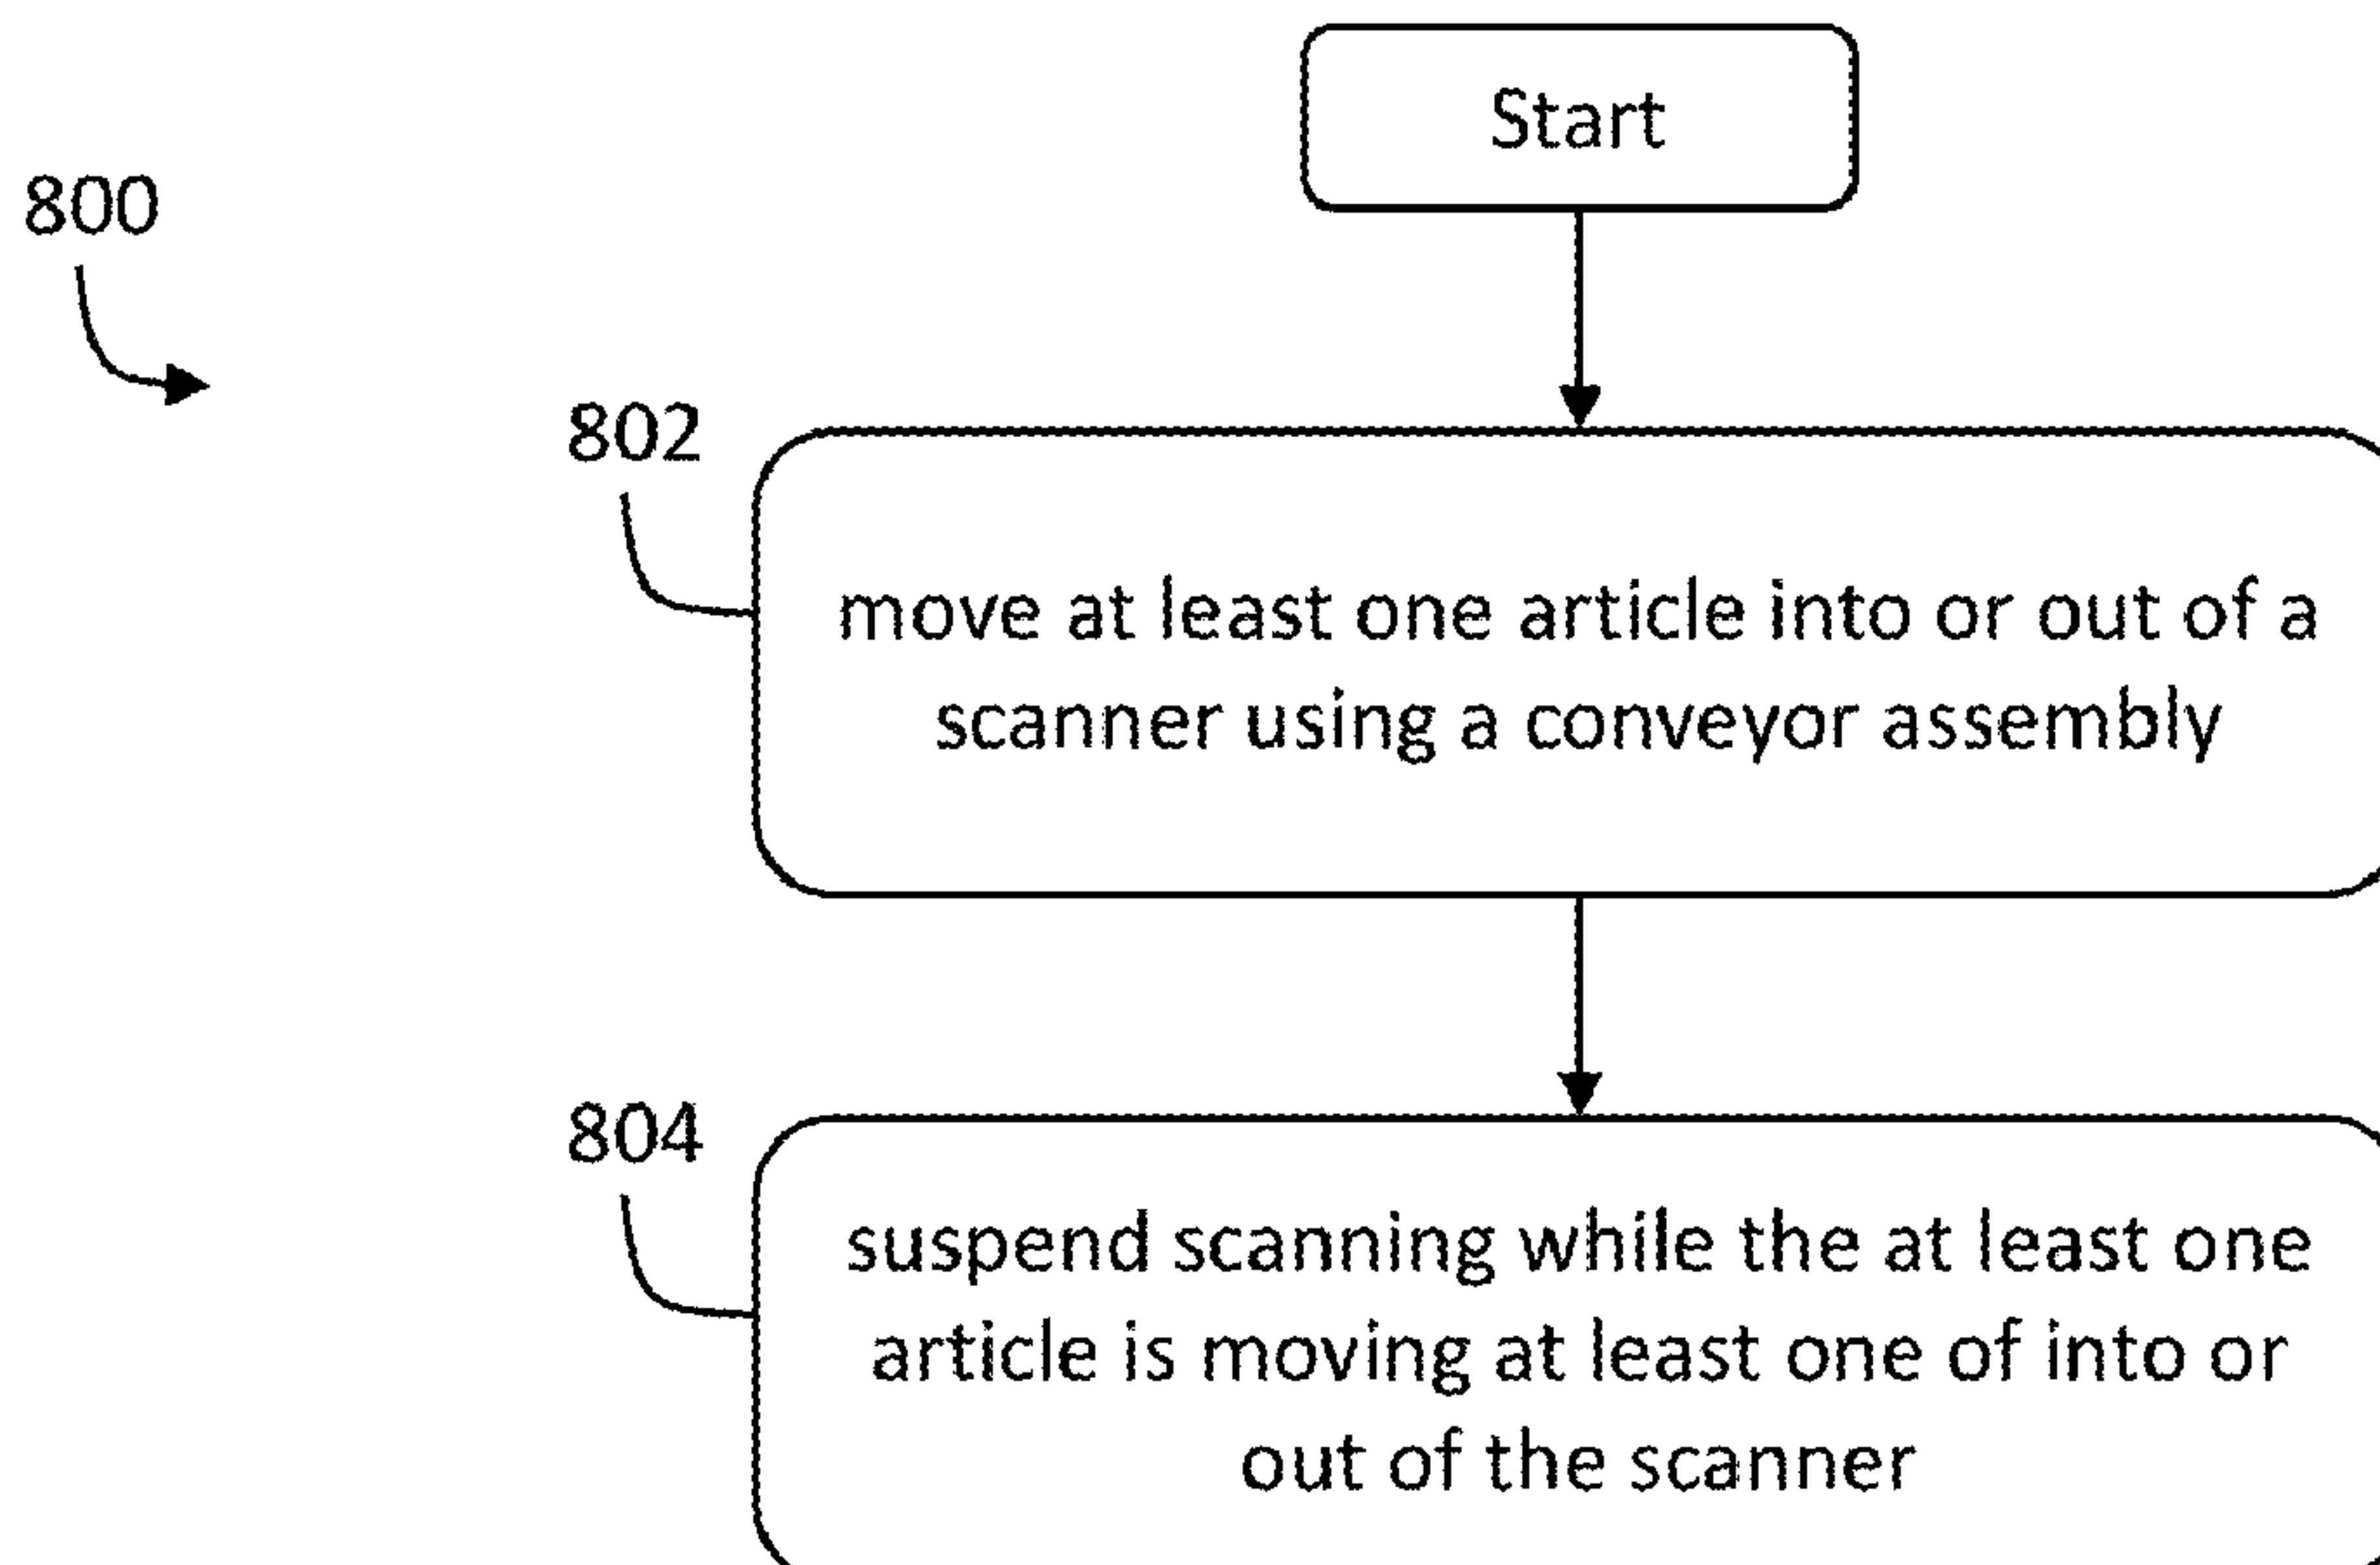 Start
800
802
move at least one article into or out of a
scanner using a conveyor assembly
804
suspend scanning while the at least one
article is moving at least one of into or
out of the scanner